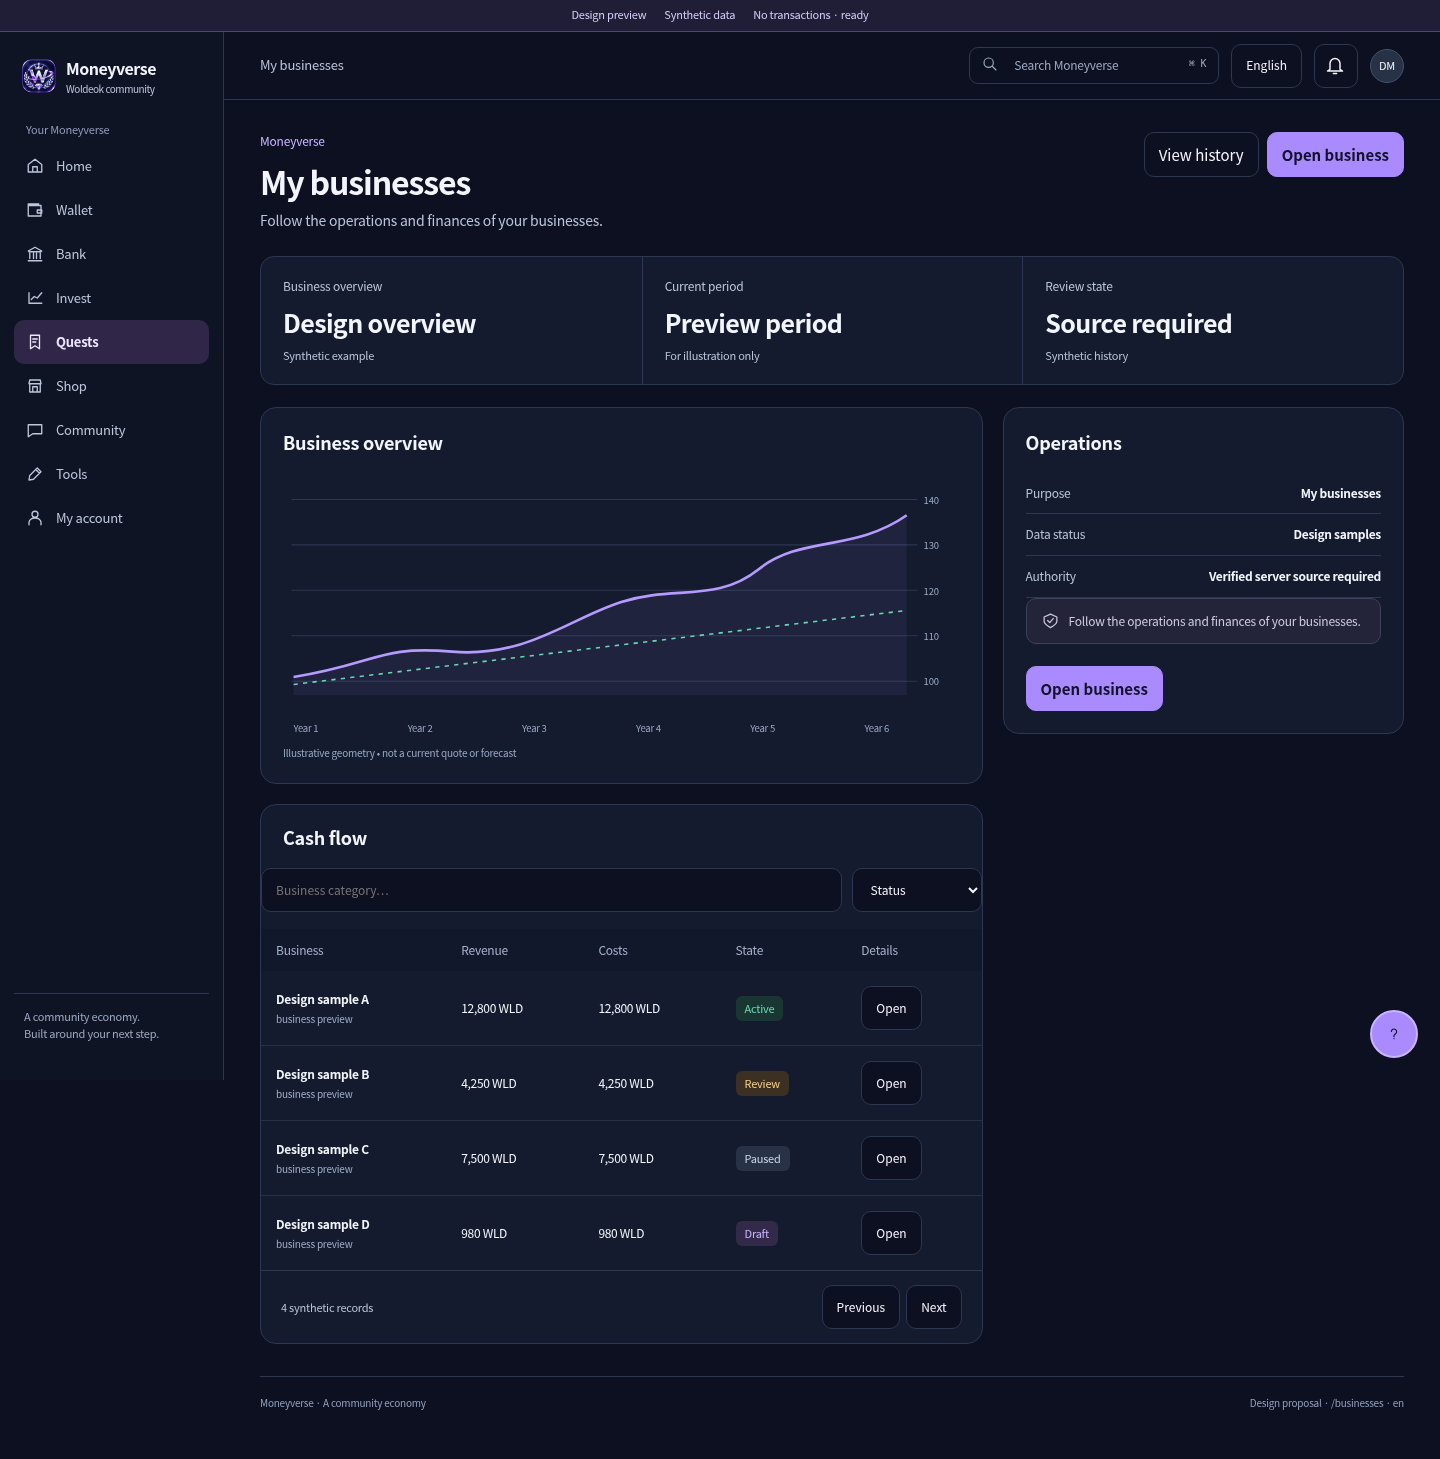 Design preview Synthetic data No transactions · ready
Moneyverse
Woldeok community
Your Moneyverse
Home
Wallet
Bank
Invest
Quests
Shop
Community
Tools
My account
A community economy.
Built around your next step.
My businesses
Search Moneyverse ⌘ K
English
DM
Moneyverse
My businesses
Follow the operations and finances of your businesses.
View history
Open business
Business overview
Design overview
Synthetic example
Current period
Preview period
For illustration only
Review state
Source required
Synthetic history
Business overview
140
130
120
110
100
Year 1 Year 2 Year 3 Year 4 Year 5 Year 6
Illustrative geometry • not a current quote or forecast
Operations
Purpose My businesses
Data status Design samples
Authority Verified server source required
Follow the operations and finances of your businesses.
Open business
Cash flow
Business category…
Status
Business Revenue Costs State Details
Design sample A
business preview
12,800 WLD 12,800 WLD Active Open
Design sample B
business preview
4,250 WLD 4,250 WLD Review Open
Design sample C
business preview
7,500 WLD 7,500 WLD Paused Open
Design sample D
business preview
980 WLD 980 WLD Draft Open
4 synthetic records
Previous
Next
?
Moneyverse · A community economy
Design proposal · /businesses · en